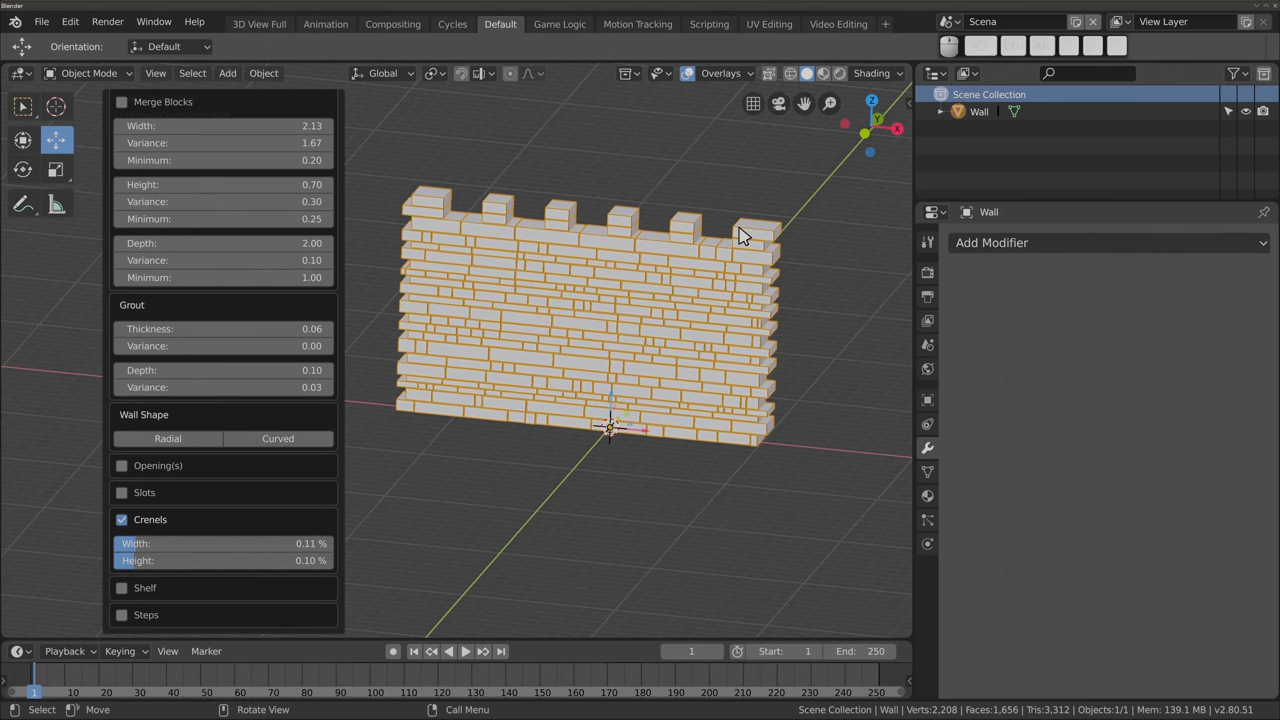 Blender
File Edit Render Window Help
3D View Full Animation Compositing Cycles Default Game Logic Motion Tracking Scripting UV Editing Video Editing +
Scena
View Layer
Orientation: Default
Object Mode View Select Add Object
Global
Overlays
Shading
Merge Blocks
Width: 2.13
Variance: 1.67
Minimum: 0.20
Height: 0.70
Variance: 0.30
Minimum: 0.25
Depth: 2.00
Variance: 0.10
Minimum: 1.00
Grout
Thickness: 0.06
Variance: 0.00
Depth: 0.10
Variance: 0.03
Wall Shape
Radial Curved
Opening(s)
Slots
Crenels
Width: 0.11 %
Height: 0.10 %
Shelf
Steps
Z
Y
X
Scene Collection
Wall
Wall
Add Modifier
Playback Keying View Marker
1
Start: 1
End: 250
1 10 20 30 40 50 60 70 80 90 100 110 120 130 140 150 160 170 180 190 200 210 220 230 240 250
Select Move Rotate View Call Menu
Scene Collection | Wall | Verts:2,208 | Faces:1,656 | Tris:3,312 | Objects:1/1 | Mem: 139.1 MB | v2.80.51